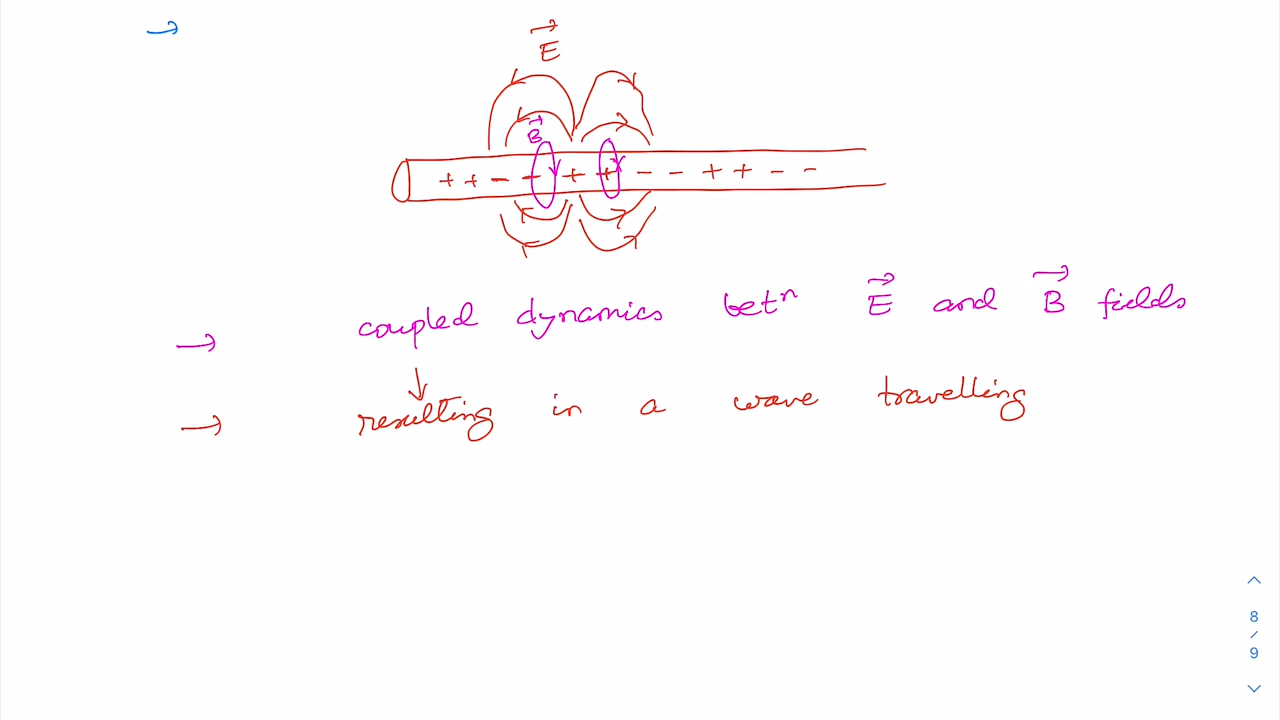 →
E⃗
B⃗
+ + − − + + − − + + − −
→ coupled dynamics betⁿ E⃗ and B⃗ fields
↓
→ resulting in a wave travelling
8
/
9